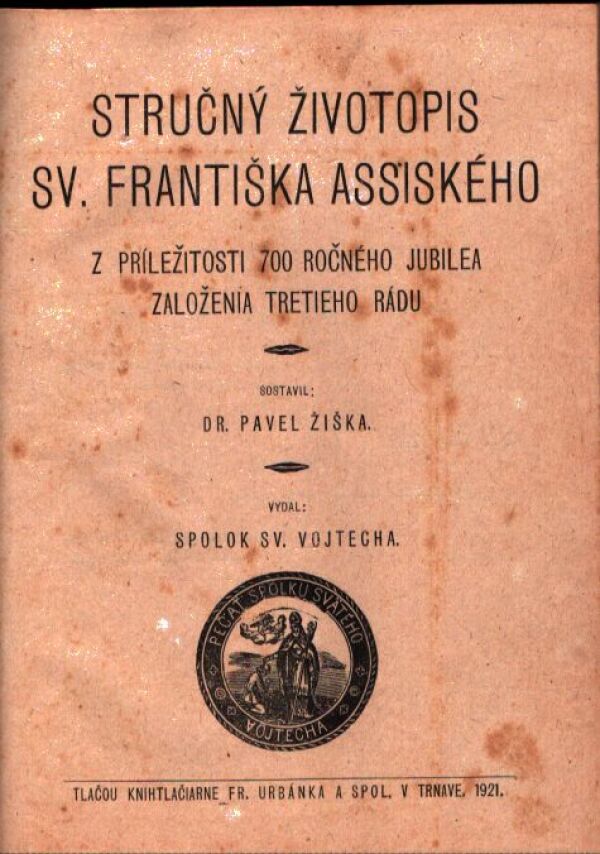 STRUČNÝ ŽIVOTOPIS
SV. FRANTIŠKA ASSISKÉHO
Z PRÍLEŽITOSTI 700 ROČNÉHO JUBILEA
ZALOŽENIA TRETIEHO RÁDU
SOSTAVIL:
DR. PAVEL ŽIŠKA.
VYDAL:
SPOLOK SV. VOJTECHA.
PEČAŤ SPOLKU SVÄTÉHO
VOJTECHA
TLAČOU KNIHTLAČIARNE FR. URBÁNKA A SPOL. V TRNAVE. 1921.